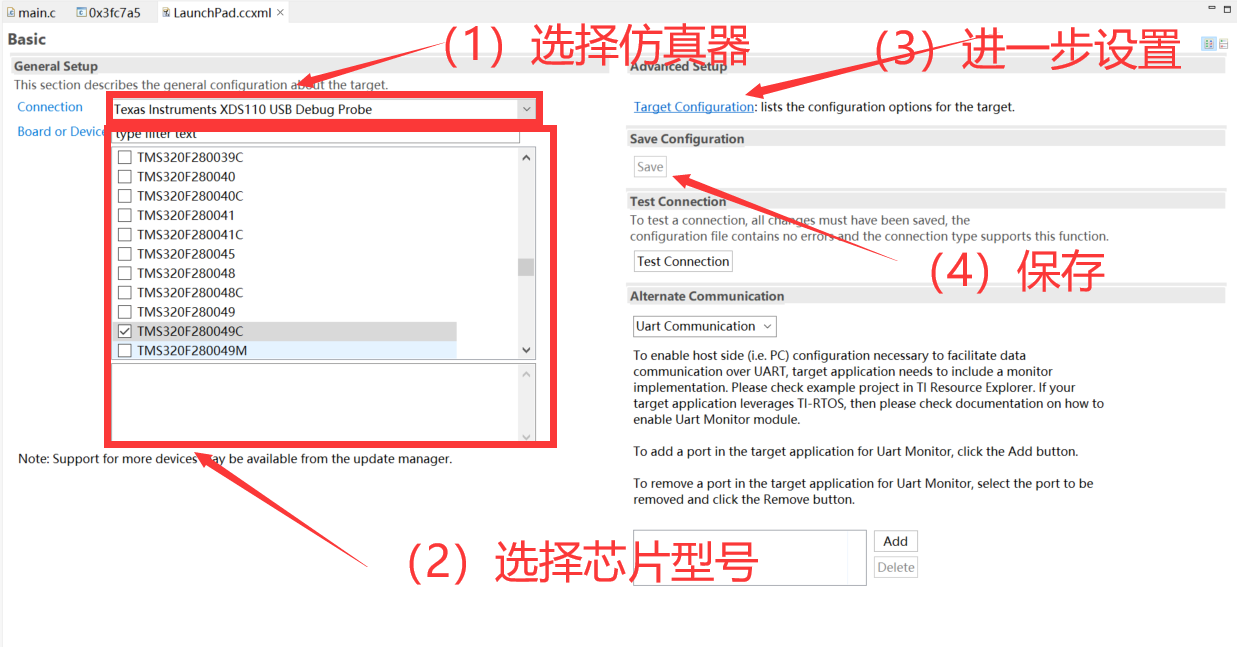 main.c
0x3fc7a5
LaunchPad.ccxml
Basic
(1) 选择仿真器
(3) 进一步设置
General Setup
This section describes the general configuration about the target.
Connection
Texas Instruments XDS110 USB Debug Probe
Board or Device
type filter text
TMS320F280039C
TMS320F280040
TMS320F280040C
TMS320F280041
TMS320F280041C
TMS320F280045
TMS320F280048
TMS320F280048C
TMS320F280049
TMS320F280049C
TMS320F280049M
Note: Support for more devices may be available from the update manager.
(2) 选择芯片型号
Advanced Setup
Target Configuration: lists the configuration options for the target.
Save Configuration
Save
Test Connection
To test a connection, all changes must have been saved, the
configuration file contains no errors and the connection type supports this function.
Test Connection
(4) 保存
Alternate Communication
Uart Communication
To enable host side (i.e. PC) configuration necessary to facilitate data
communication over UART, target application needs to include a monitor
implementation. Please check example project in TI Resource Explorer. If your
target application leverages TI-RTOS, then please check documentation on how to
enable Uart Monitor module.
To add a port in the target application for Uart Monitor, click the Add button.
To remove a port in the target application for Uart Monitor, select the port to be
removed and click the Remove button.
Add
Delete